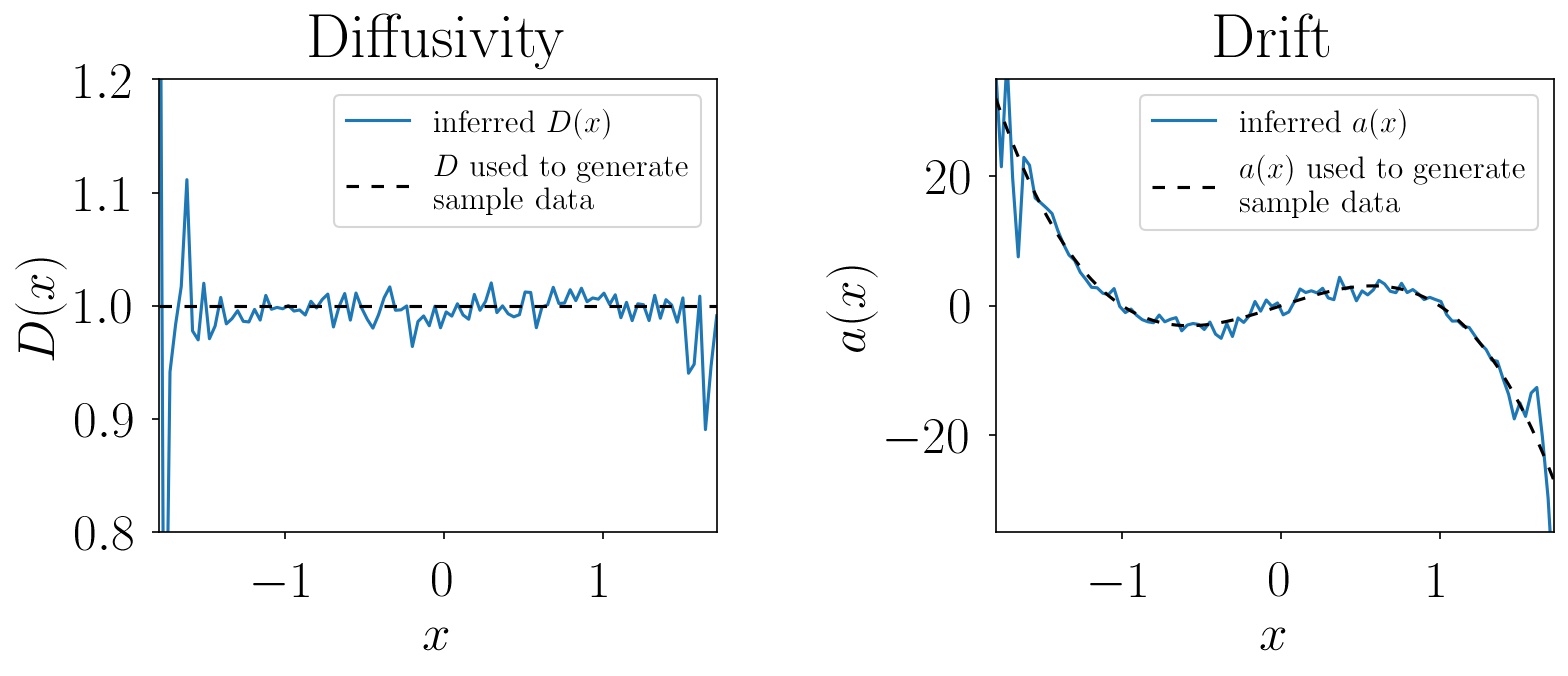 Diffusivity
1.2
1.1
1.0
0.9
0.8
D(x)
inferred D(x)
D used to generate
sample data
−1 0 1
x
Drift
20
0
−20
a(x)
inferred a(x)
a(x) used to generate
sample data
−1 0 1
x